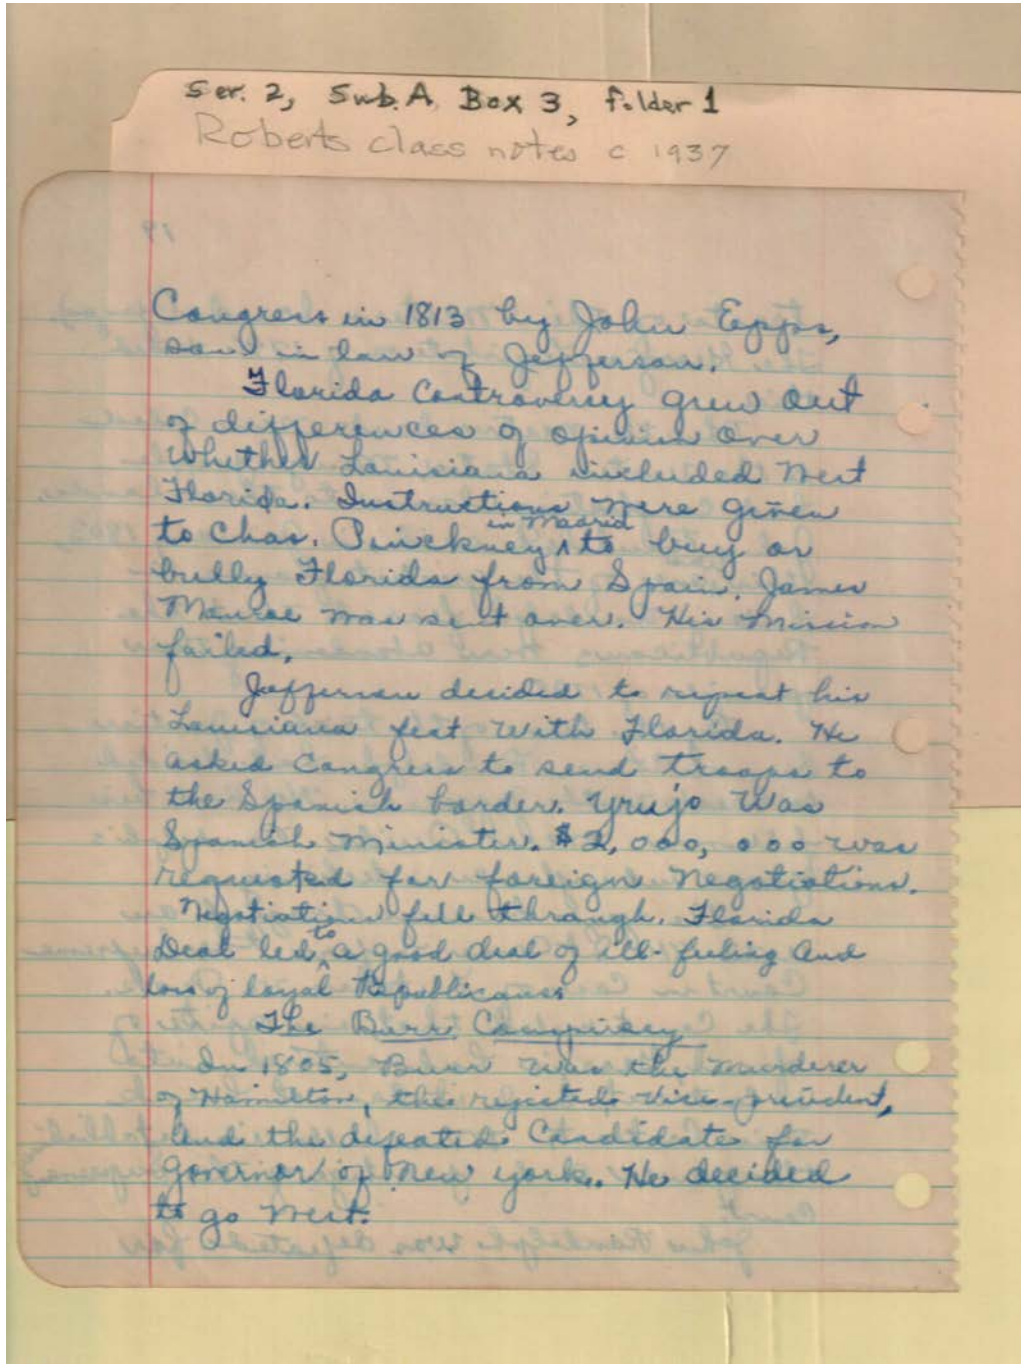 Ser. 2, Sub. A Box 3, folder 1
Roberts class notes c 1937
19
Congress in 1813 by John Epps,
son in law of Jefferson.
Florida Controversy grew out
of differences of opinion over
whether Louisiana included West
Florida. Instructions were given
in Madrid
to Chas. Pinckney ^ to buy or
bully Florida from Spain. James
Monroe was sent over. His mission
failed.
Jefferson decided to repeat his
Louisiana feat with Florida. He
asked Congress to send troops to
the Spanish border. Yrujo was
Spanish Minister. $2,000,000 was
requested for foreign negotiations.
Negotiations fell through. Florida
Deal led to a good deal of ill-feeling and
loss of loyal Republicans.
The Burr Conspiracy
In 1805, Burr was the murderer
of Hamilton, the rejected vice-president,
and the defeated candidate for
Governor of New York. He decided
to go West.